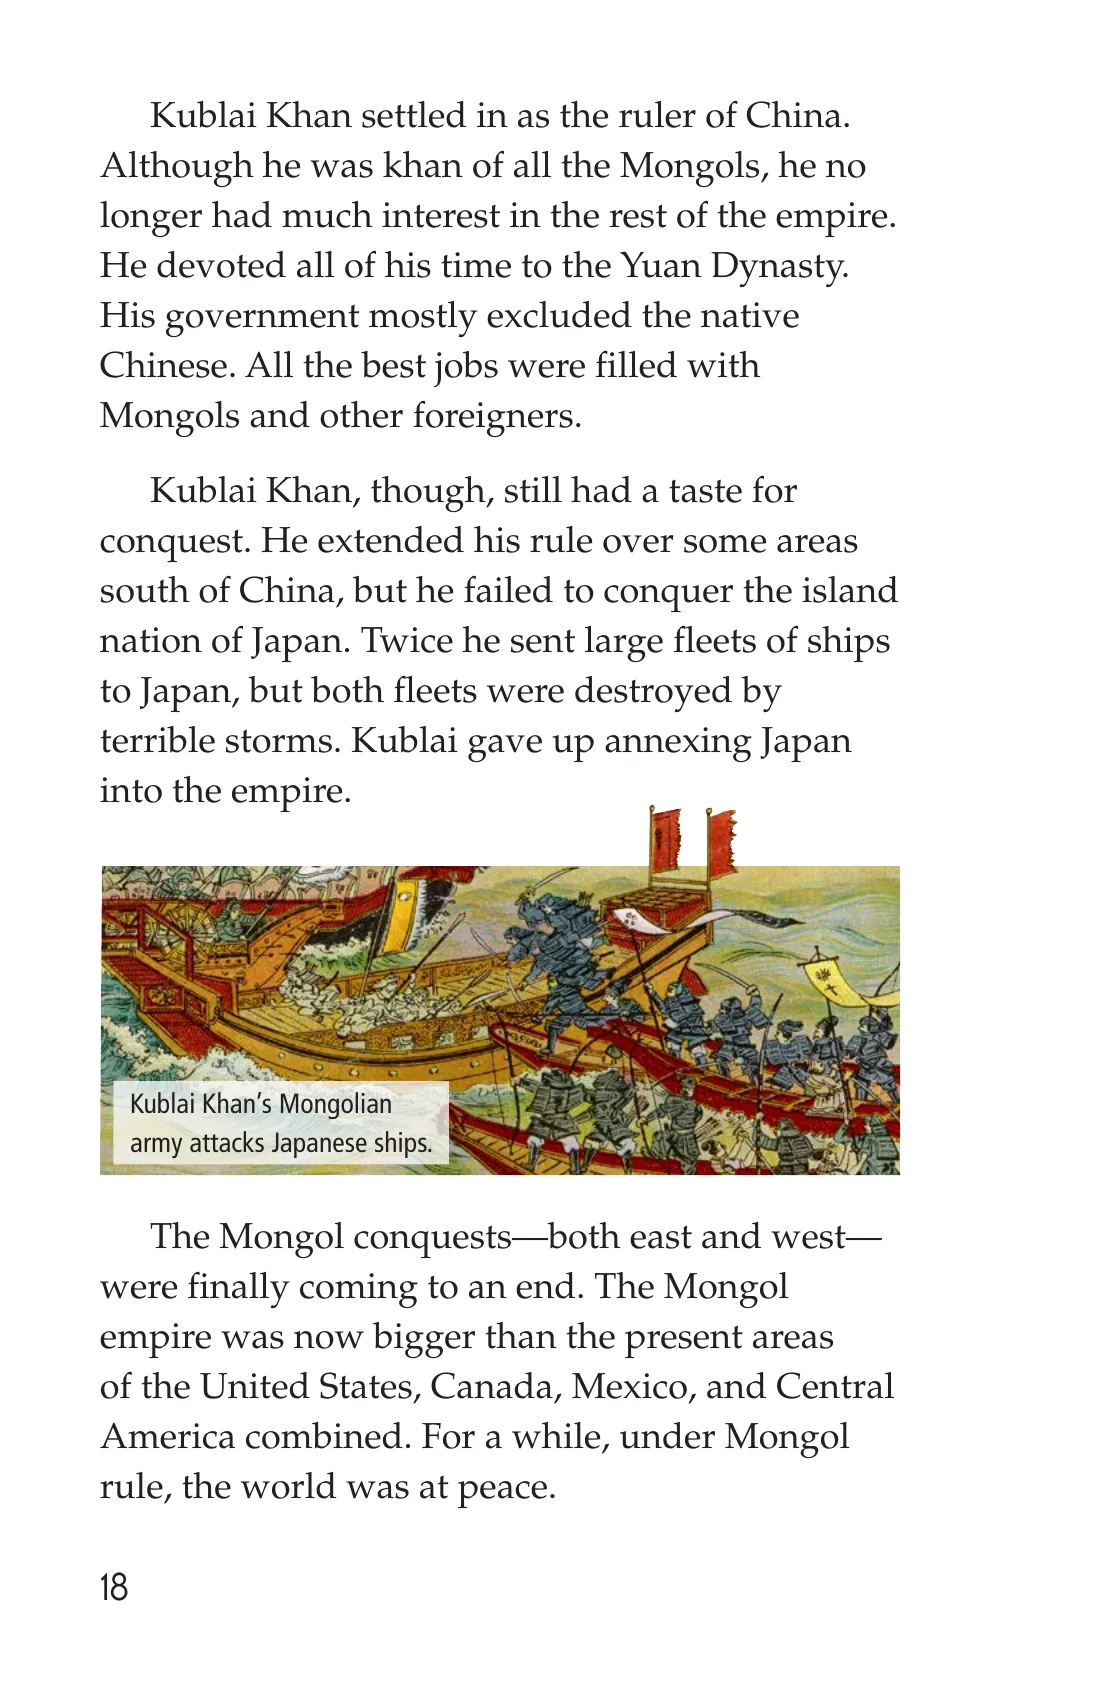 Kublai Khan settled in as the ruler of China.
Although he was khan of all the Mongols, he no
longer had much interest in the rest of the empire.
He devoted all of his time to the Yuan Dynasty.
His government mostly excluded the native
Chinese. All the best jobs were filled with
Mongols and other foreigners.
Kublai Khan, though, still had a taste for
conquest. He extended his rule over some areas
south of China, but he failed to conquer the island
nation of Japan. Twice he sent large fleets of ships
to Japan, but both fleets were destroyed by
terrible storms. Kublai gave up annexing Japan
into the empire.
Kublai Khan’s Mongolian
army attacks Japanese ships.
The Mongol conquests—both east and west—
were finally coming to an end. The Mongol
empire was now bigger than the present areas
of the United States, Canada, Mexico, and Central
America combined. For a while, under Mongol
rule, the world was at peace.
18